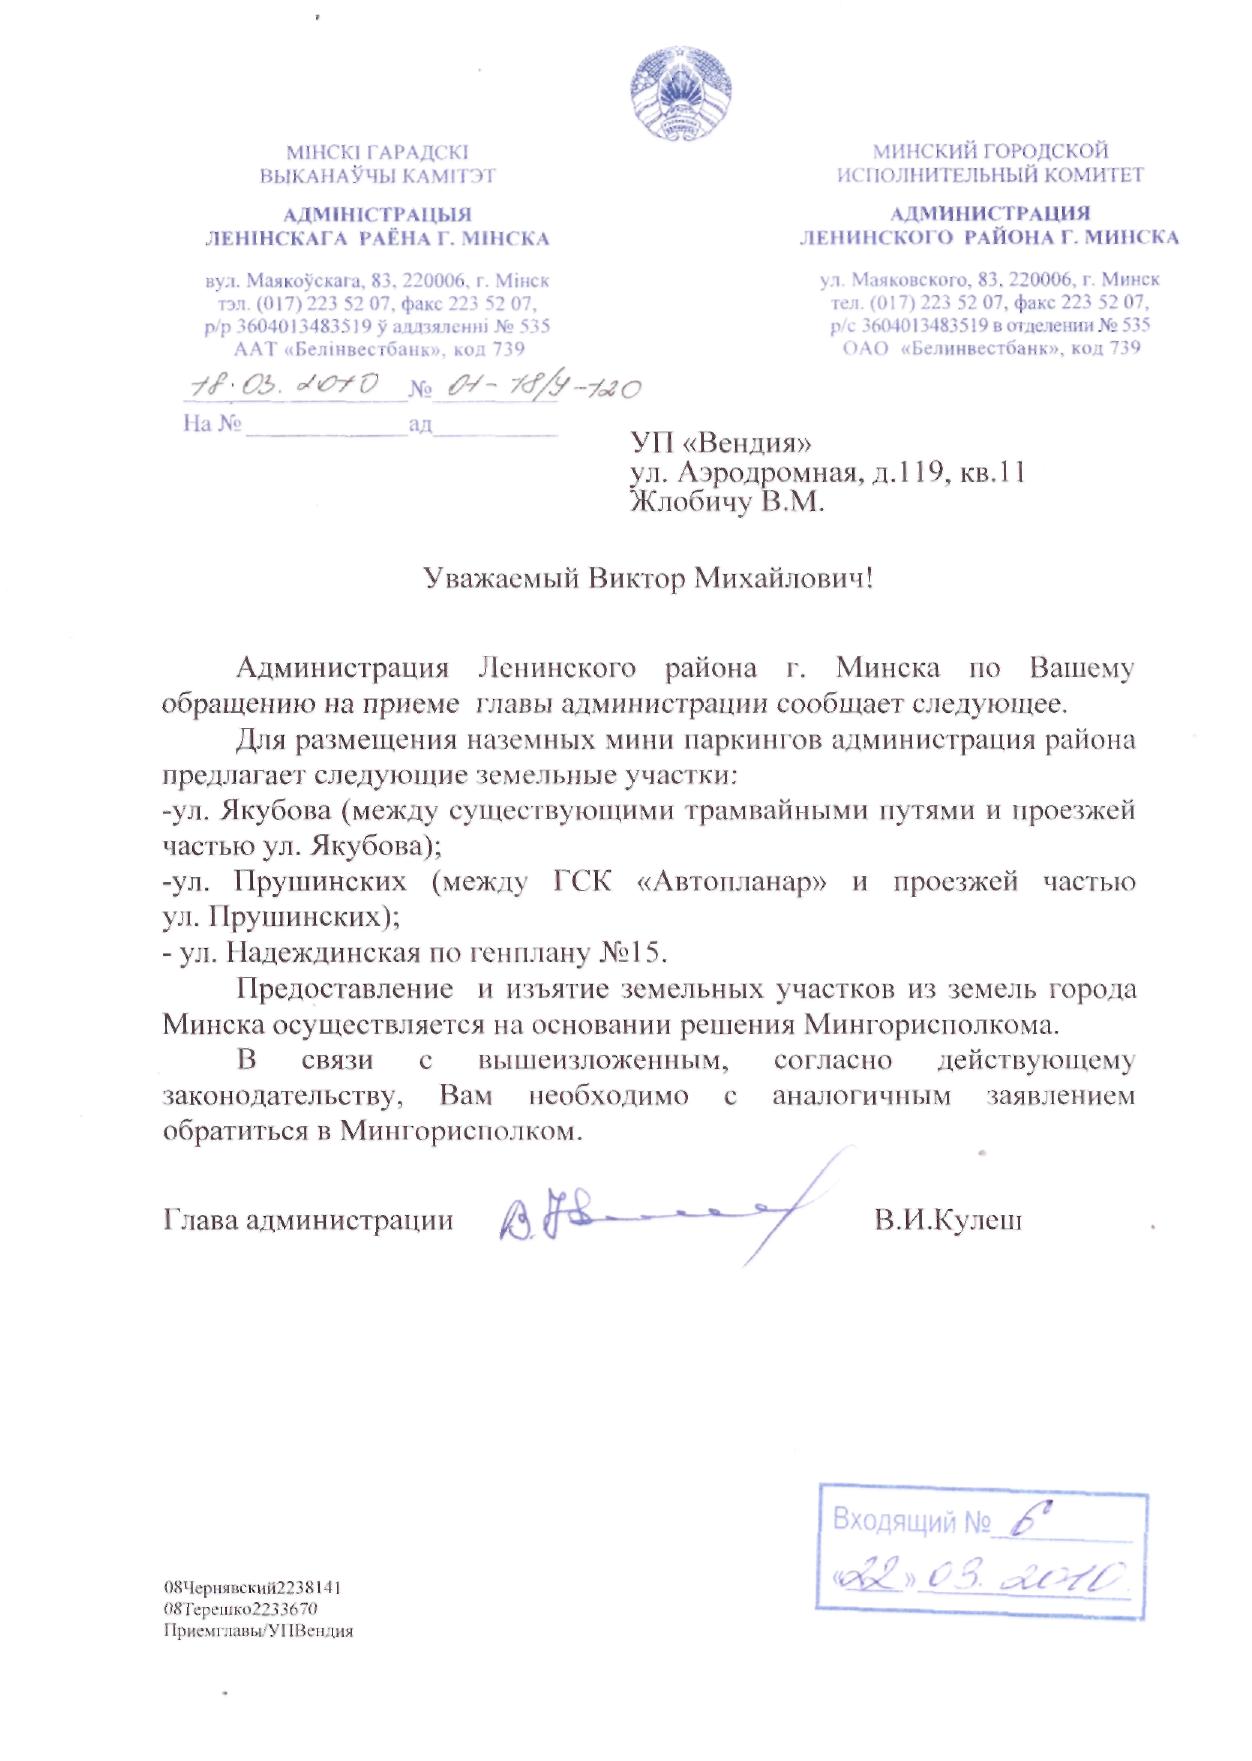 МІНСКІ ГАРАДСКІ
ВЫКАНАЎЧЫ КАМІТЭТ
АДМІНІСТРАЦЫЯ
ЛЕНІНСКАГА РАЁНА Г. МІНСКА
вул. Маякоўскага, 83, 220006, г. Мінск
тэл. (017) 223 52 07, факс 223 52 07,
р/р 3604013483519 ў аддзяленні № 535
ААТ «Белінвестбанк», код 739
18.03.2010 № 01-18/У-120
На № ад
МИНСКИЙ ГОРОДСКОЙ
ИСПОЛНИТЕЛЬНЫЙ КОМИТЕТ
АДМИНИСТРАЦИЯ
ЛЕНИНСКОГО РАЙОНА Г. МИНСКА
ул. Маяковского, 83, 220006, г. Минск
тел. (017) 223 52 07, факс 223 52 07,
р/с 3604013483519 в отделении № 535
ОАО «Белинвестбанк», код 739
УП «Вендия»
ул. Аэродромная, д.119, кв.11
Жлобичу В.М.
Уважаемый Виктор Михайлович!
Администрация Ленинского района г. Минска по Вашему
обращению на приеме главы администрации сообщает следующее.
Для размещения наземных мини паркингов администрация района
предлагает следующие земельные участки:
-ул. Якубова (между существующими трамвайными путями и проезжей
частью ул. Якубова);
-ул. Прушинских (между ГСК «Автопланар» и проезжей частью
ул. Прушинских);
- ул. Надеждинская по генплану №15.
Предоставление и изъятие земельных участков из земель города
Минска осуществляется на основании решения Мингорисполкома.
В связи с вышеизложенным, согласно действующему
законодательству, Вам необходимо с аналогичным заявлением
обратиться в Мингорисполком.
Глава администрации В.И.Кулеш
Входящий № 6
«22» 03. 2010.
08Чернявский2238141
08Терешко2233670
Приемглавы/УПВендия